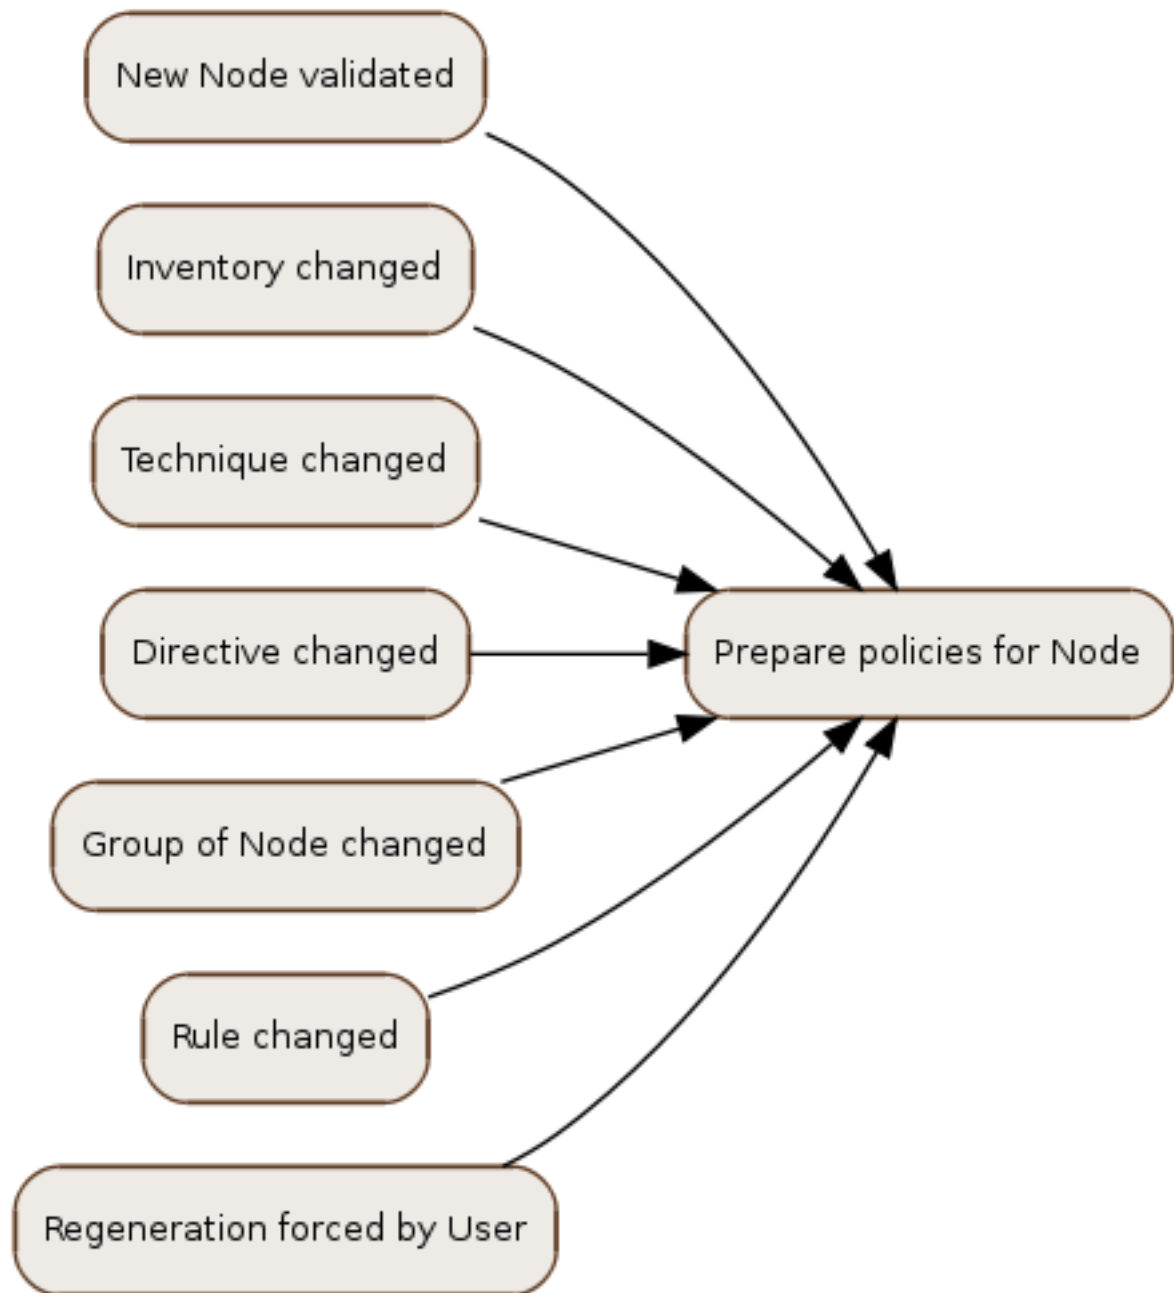 New Node validated
Inventory changed
Technique changed
Directive changed
Prepare policies for Node
Group of Node changed
Rule changed
Regeneration forced by User